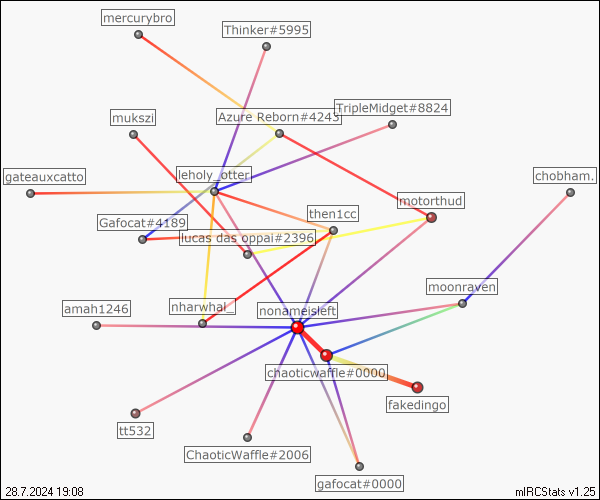 mercurybro
Thinker#5995
TripleMidget#8824
Azure Reborn#4243
mukszi
leholy_otter
gateauxcatto
chobham.
motorthud
then1cc
Gafocat#4189
lucas das oppai#2396
moonraven
amah1246
nharwhal_
nonameisleft
chaoticwaffle#0000
fakedingo
tt532
ChaoticWaffle#2006
gafocat#0000
28.7.2024 19:08
mIRCStats v1.25